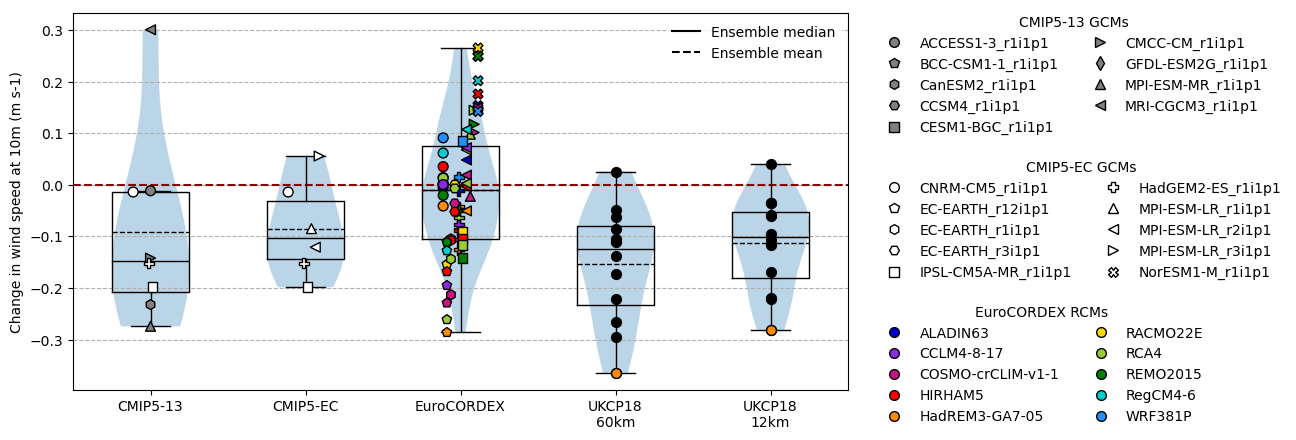 Change in wind speed at 10m (m s-1)
0.3
0.2
0.1
0.0
−0.1
−0.2
−0.3
Ensemble median
Ensemble mean
CMIP5-13
CMIP5-EC
EuroCORDEX
UKCP18
60km
UKCP18
12km
CMIP5-13 GCMs
ACCESS1-3_r1i1p1
BCC-CSM1-1_r1i1p1
CanESM2_r1i1p1
CCSM4_r1i1p1
CESM1-BGC_r1i1p1
CMCC-CM_r1i1p1
GFDL-ESM2G_r1i1p1
MPI-ESM-MR_r1i1p1
MRI-CGCM3_r1i1p1
CMIP5-EC GCMs
CNRM-CM5_r1i1p1
EC-EARTH_r12i1p1
EC-EARTH_r1i1p1
EC-EARTH_r3i1p1
IPSL-CM5A-MR_r1i1p1
HadGEM2-ES_r1i1p1
MPI-ESM-LR_r1i1p1
MPI-ESM-LR_r2i1p1
MPI-ESM-LR_r3i1p1
NorESM1-M_r1i1p1
EuroCORDEX RCMs
ALADIN63
CCLM4-8-17
COSMO-crCLIM-v1-1
HIRHAM5
HadREM3-GA7-05
RACMO22E
RCA4
REMO2015
RegCM4-6
WRF381P